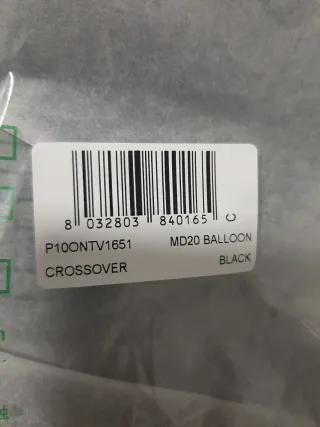 8 032803 840165 C
P10ONTV1651 MD20 BALLOON
CROSSOVER BLACK